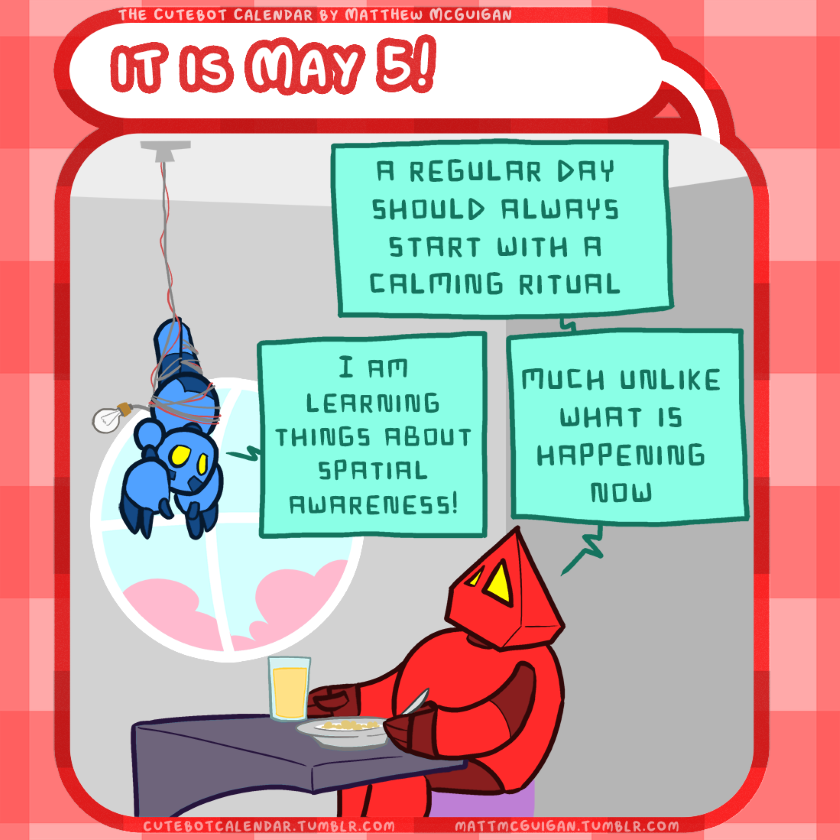 THE CUTEBOT CALENDAR BY MATTHEW MCGUIGAN
IT IS MAY 5!
A REGULAR DAY
SHOULD ALWAYS
START WITH A
CALMING RITUAL
MUCH UNLIKE
WHAT IS
HAPPENING
NOW
I AM
LEARNING
THINGS ABOUT
SPATIAL
AWARENESS!
CUTEBOTCALENDAR.TUMBLR.COM
MATTMCGUIGAN.TUMBLR.COM